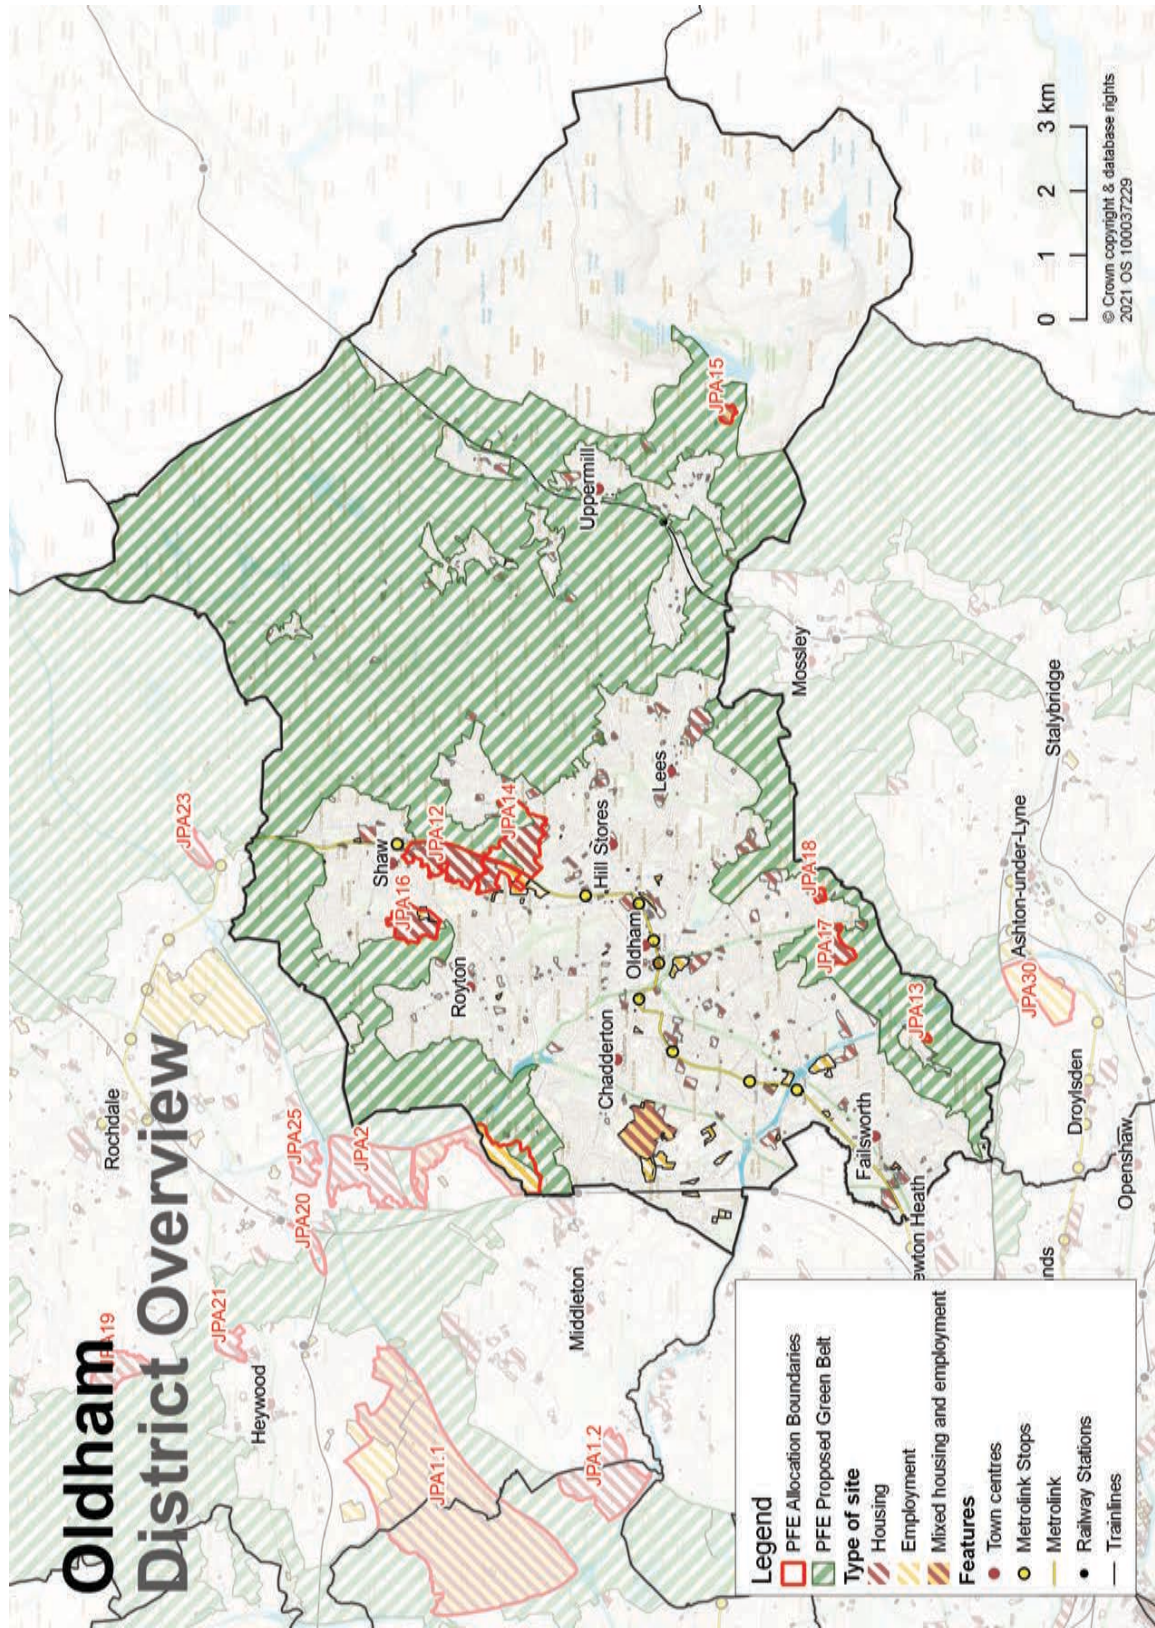 Oldham
District Overview
JPA19
JPA21
Heywood
JPA20
JPA25
JPA2
Rochdale
JPA23
JPA1.1
JPA1.2
Middleton
JPA16
Shaw
JPA12
JPA14
Royton
Chadderton
Oldham
Hill Stores
Lees
Uppermill
JPA15
Failsworth
ewton Heath
JPA13
JPA17
JPA18
Mossley
nds
Openshaw
Droylsden
JPA30
Ashton-under-Lyne
Stalybridge
Legend
PFE Allocation Boundaries
PFE Proposed Green Belt
Type of site
Housing
Employment
Mixed housing and employment
Features
Town centres
Metrolink Stops
Metrolink
Railway Stations
Trainlines
0 1 2 3 km
© Crown copyright & database rights
2021 OS 100037229